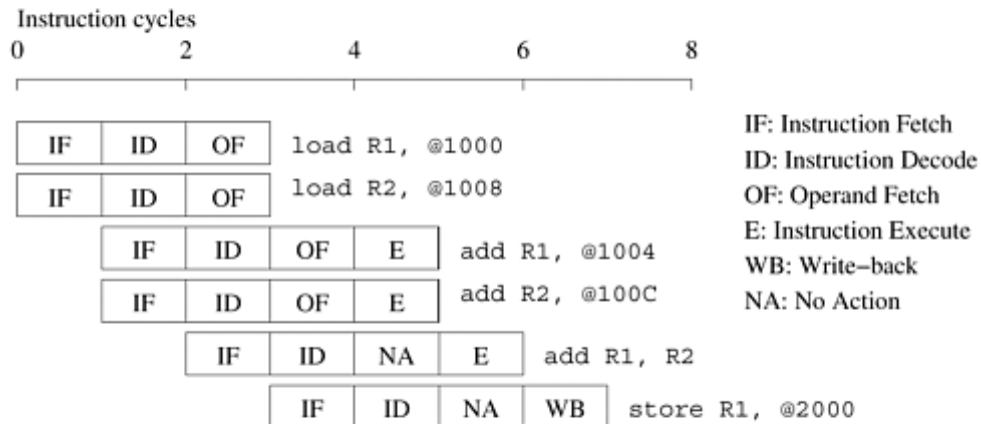 Instruction cycles
0 2 4 6 8
IF ID OF load R1, @1000
IF ID OF load R2, @1008
IF ID OF E add R1, @1004
IF ID OF E add R2, @100C
IF ID NA E add R1, R2
IF ID NA WB store R1, @2000
IF: Instruction Fetch
ID: Instruction Decode
OF: Operand Fetch
E: Instruction Execute
WB: Write−back
NA: No Action